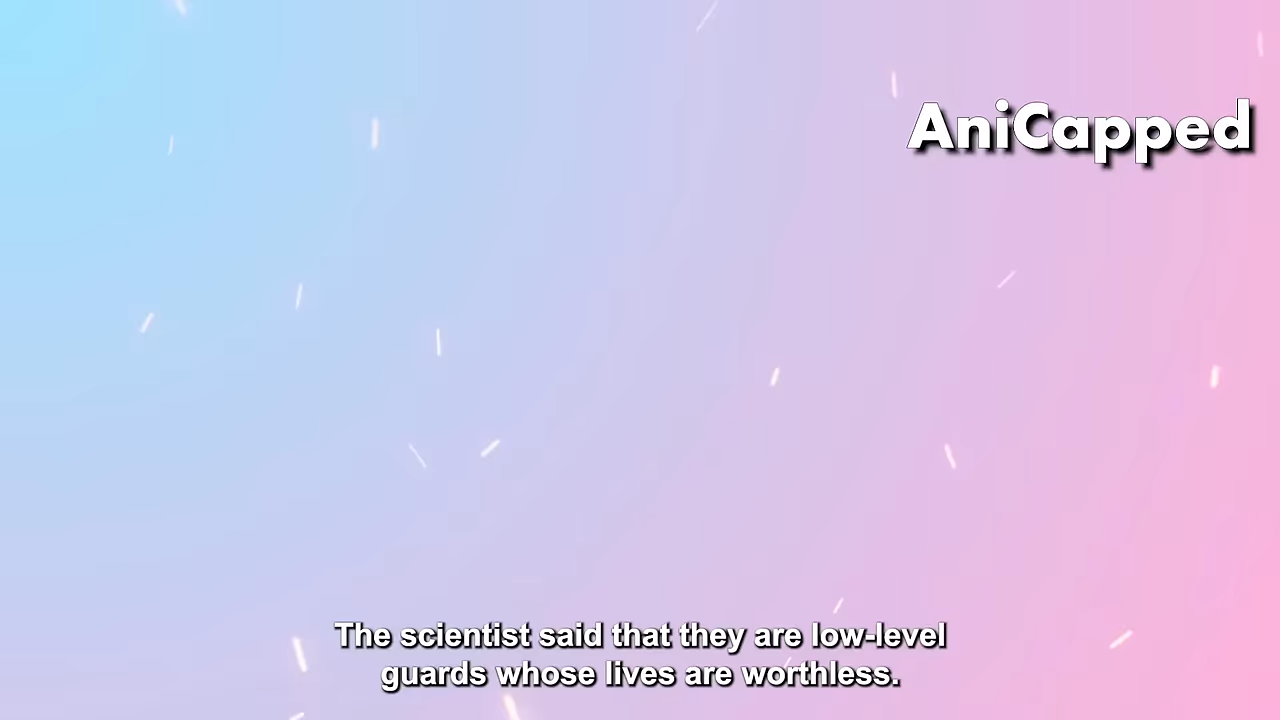 AniCapped
The scientist said that they are low-level
guards whose lives are worthless.